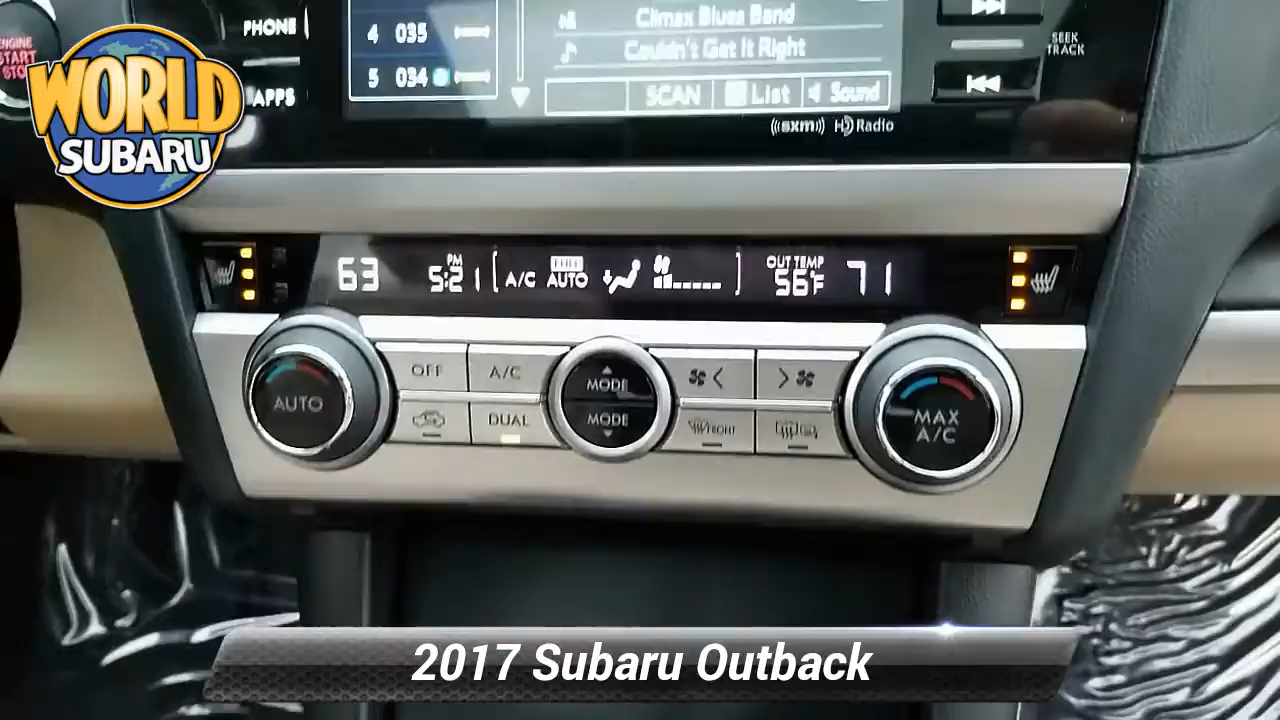 ENGINE
START
STO
WORLD
SUBARU
PHONE
APPS
4 035
5 034
Climax Blues Band
Couldn't Get It Right
SCAN List Sound
SEEK
TRACK
((sxm)) HD Radio
63 PM 5:21 A/C AUTO OUT TEMP 56°F 71
OFF A/C
AUTO
DUAL
MODE
MODE
FRONT
MAX
A/C
2017 Subaru Outback